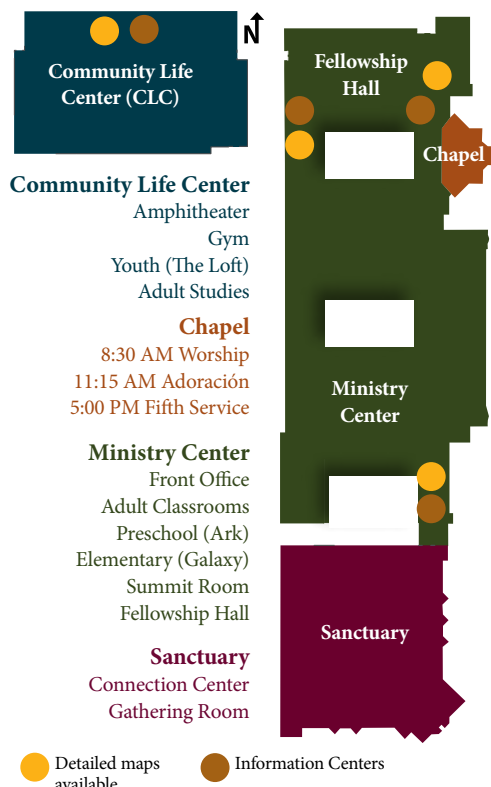 N
Community Life
Center (CLC)
Fellowship
Hall
Chapel
Community Life Center
Amphitheater
Gym
Youth (The Loft)
Adult Studies
Chapel
8:30 AM Worship
11:15 AM Adoración
5:00 PM Fifth Service
Ministry
Center
Ministry Center
Front Office
Adult Classrooms
Preschool (Ark)
Elementary (Galaxy)
Summit Room
Fellowship Hall
Sanctuary
Sanctuary
Connection Center
Gathering Room
Detailed maps
available
Information Centers